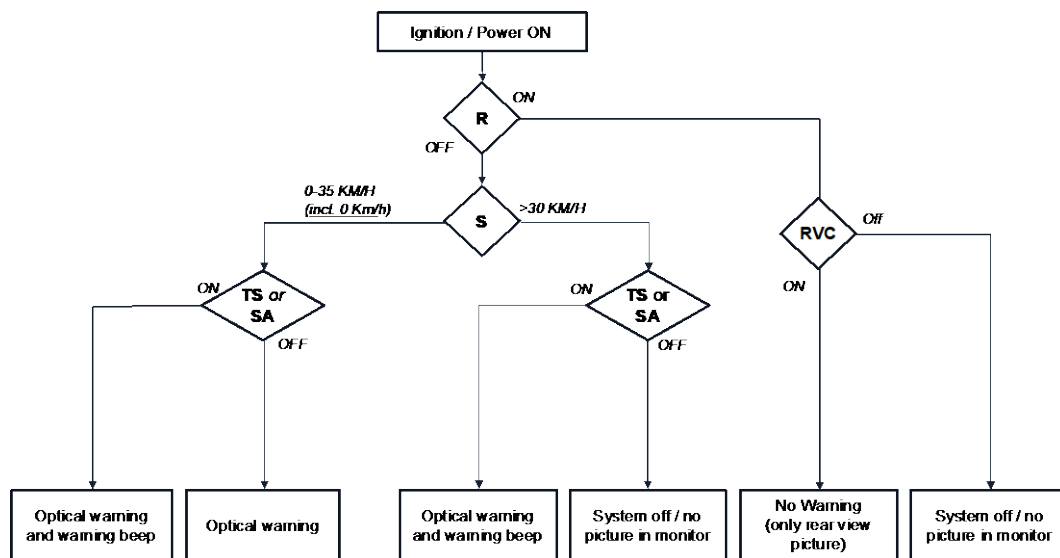 Ignition / Power ON
ON
R
OFF
0-35 KM/H
(incl. 0 Km/h)
S
>30 KM/H
RVC
Off
ON
ON
TS or
SA
OFF
ON
TS or
SA
OFF
Optical warning
and warning beep
Optical warning
Optical warning
and warning beep
System off / no
picture in monitor
No Warning
(only rear view
picture)
System off / no
picture in monitor